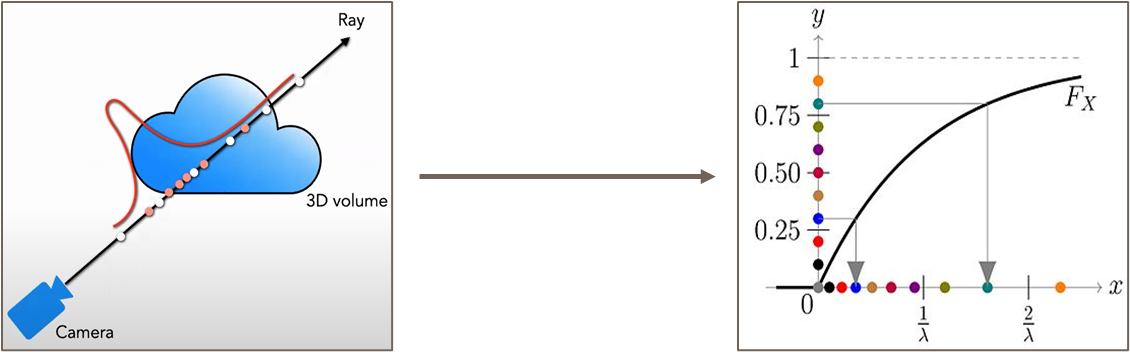 Ray
3D volume
Camera
y
1
0.75
0.50
0.25
0
F_X
1/λ
2/λ
x